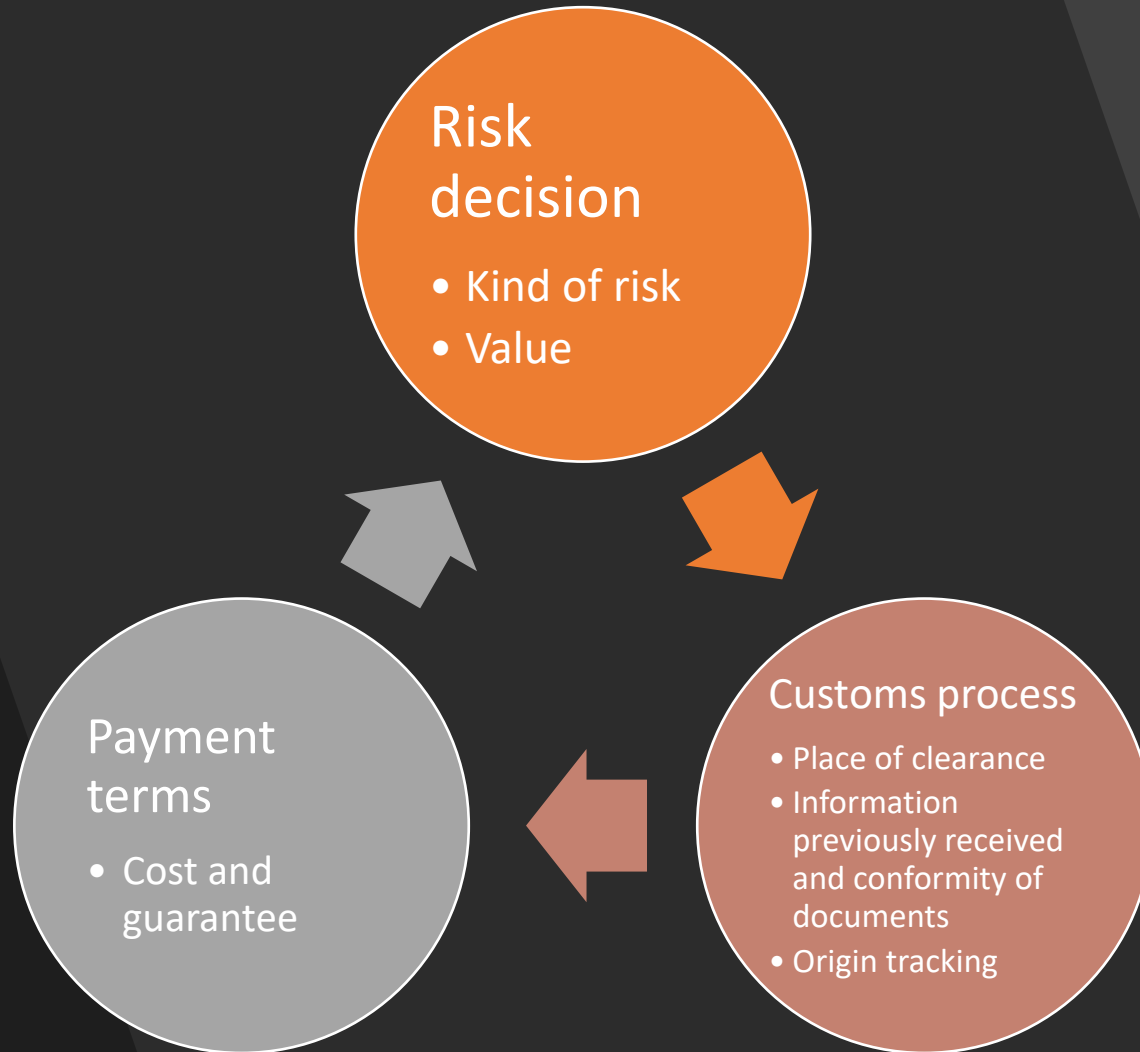 Risk
decision
• Kind of risk
• Value
Customs process
• Place of clearance
• Information
previously received
and conformity of
documents
• Origin tracking
Payment
terms
• Cost and
guarantee